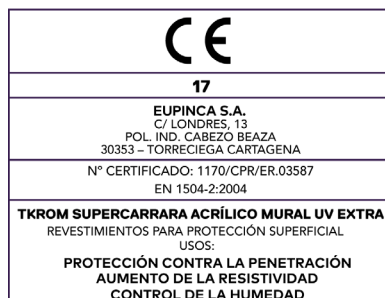 CE
17
EUPINCA S.A.
C/ LONDRES, 13
POL. IND. CABEZO BEAZA
30353 – TORRECIEGA CARTAGENA
Nº CERTIFICADO: 1170/CPR/ER.03587
EN 1504-2:2004
TKROM SUPERCARRARA ACRÍLICO MURAL UV EXTRA
REVESTIMIENTOS PARA PROTECCIÓN SUPERFICIAL
USOS:
PROTECCIÓN CONTRA LA PENETRACIÓN
AUMENTO DE LA RESISTIVIDAD
CONTROL DE LA HUMEDAD